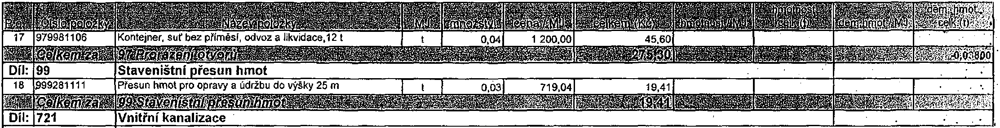 hmotnost dem. hmot.
P.č. Číslo položky Název položky MJ množství cena / MJ celkem (Kč) hmotnost / MJ celk.(t) dem.hmot./ MJ celk.(t)
17 979981106 Kontejner, suť bez příměsí, odvoz a likvidace,12 t t 0,04 1 200,00 45,60
Celkem za 97 Prorážení otvorů 275,30 -0,03800
Díl: 99 Staveništní přesun hmot
18 999281111 Přesun hmot pro opravy a údržbu do výšky 25 m t 0,03 719,04 19,41
Celkem za 99 Staveništní přesun hmot 19,41
Díl: 721 Vnitřní kanalizace